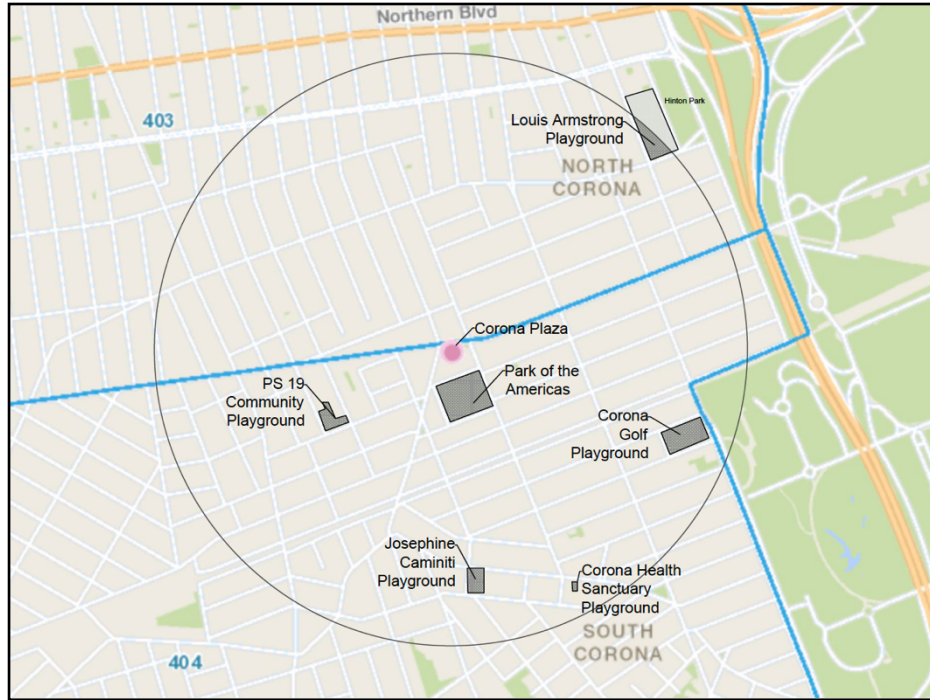 Northern Blvd
403
Hinton Park
Louis Armstrong
Playground
NORTH
CORONA
Corona Plaza
PS 19
Community
Playground
Park of the
Americas
Corona
Golf
Playground
Josephine
Caminiti
Playground
Corona Health
Sanctuary
Playground
SOUTH
CORONA
404